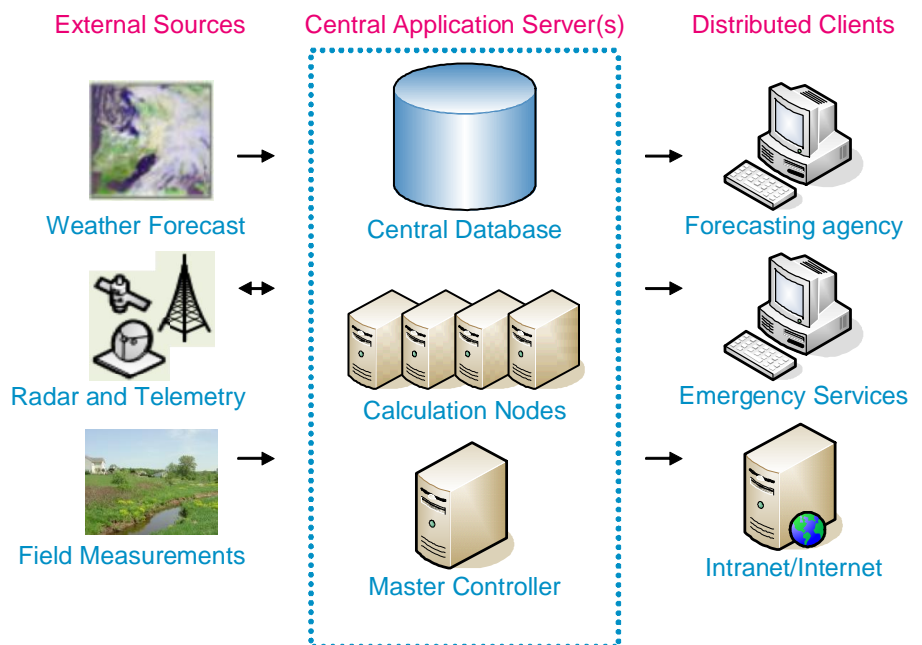 External Sources
Central Application Server(s)
Distributed Clients
Weather Forecast
Central Database
Forecasting agency
Radar and Telemetry
Calculation Nodes
Emergency Services
Field Measurements
Master Controller
Intranet/Internet